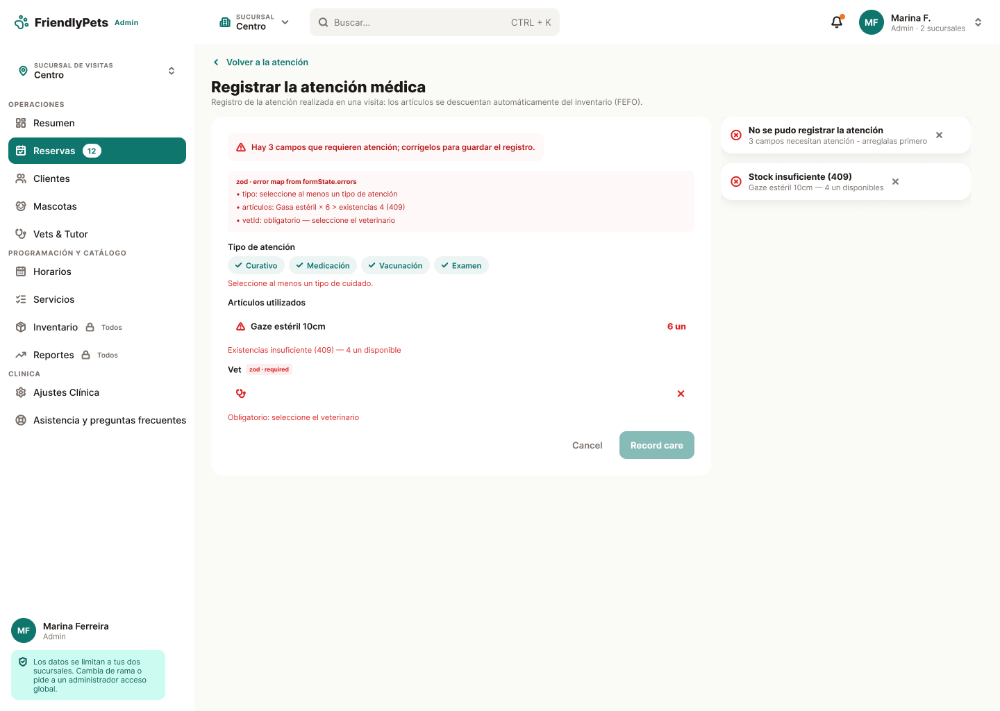 FriendlyPets Admin
SUCURSAL
Centro
Buscar...
CTRL + K
MF
Marina F.
Admin · 2 sucursales
SUCURSAL DE VISITAS
Centro
OPERACIONES
Resumen
Reservas 12
Clientes
Mascotas
Vets & Tutor
PROGRAMACIÓN Y CATÁLOGO
Horarios
Servicios
Inventario Todos
Reportes Todos
CLINICA
Ajustes Clínica
Asistencia y preguntas frecuentes
MF
Marina Ferreira
Admin
Los datos se limitan a tus dos
sucursales. Cambia de rama o
pide a un administrador acceso
global.
Volver a la atención
Registrar la atención médica
Registro de la atención realizada en una visita: los artículos se descuentan automáticamente del inventario (FEFO).
Hay 3 campos que requieren atención; corrígelos para guardar el registro.
zod · error map from formState.errors
• tipo: seleccione al menos un tipo de atención
• artículos: Gasa estéril × 6 > existencias 4 (409)
• vetId: obligatorio — seleccione el veterinario
Tipo de atención
Curativo
Medicación
Vacunación
Examen
Seleccione al menos un tipo de cuidado.
Artículos utilizados
Gaze estéril 10cm
6 un
Existencias insuficiente (409) — 4 un disponible
Vet zod · required
Obligatorio: seleccione el veterinario
Cancel
Record care
No se pudo registrar la atención
3 campos necesitan atención - arreglalas primero
Stock insuficiente (409)
Gaze estéril 10cm — 4 un disponibles